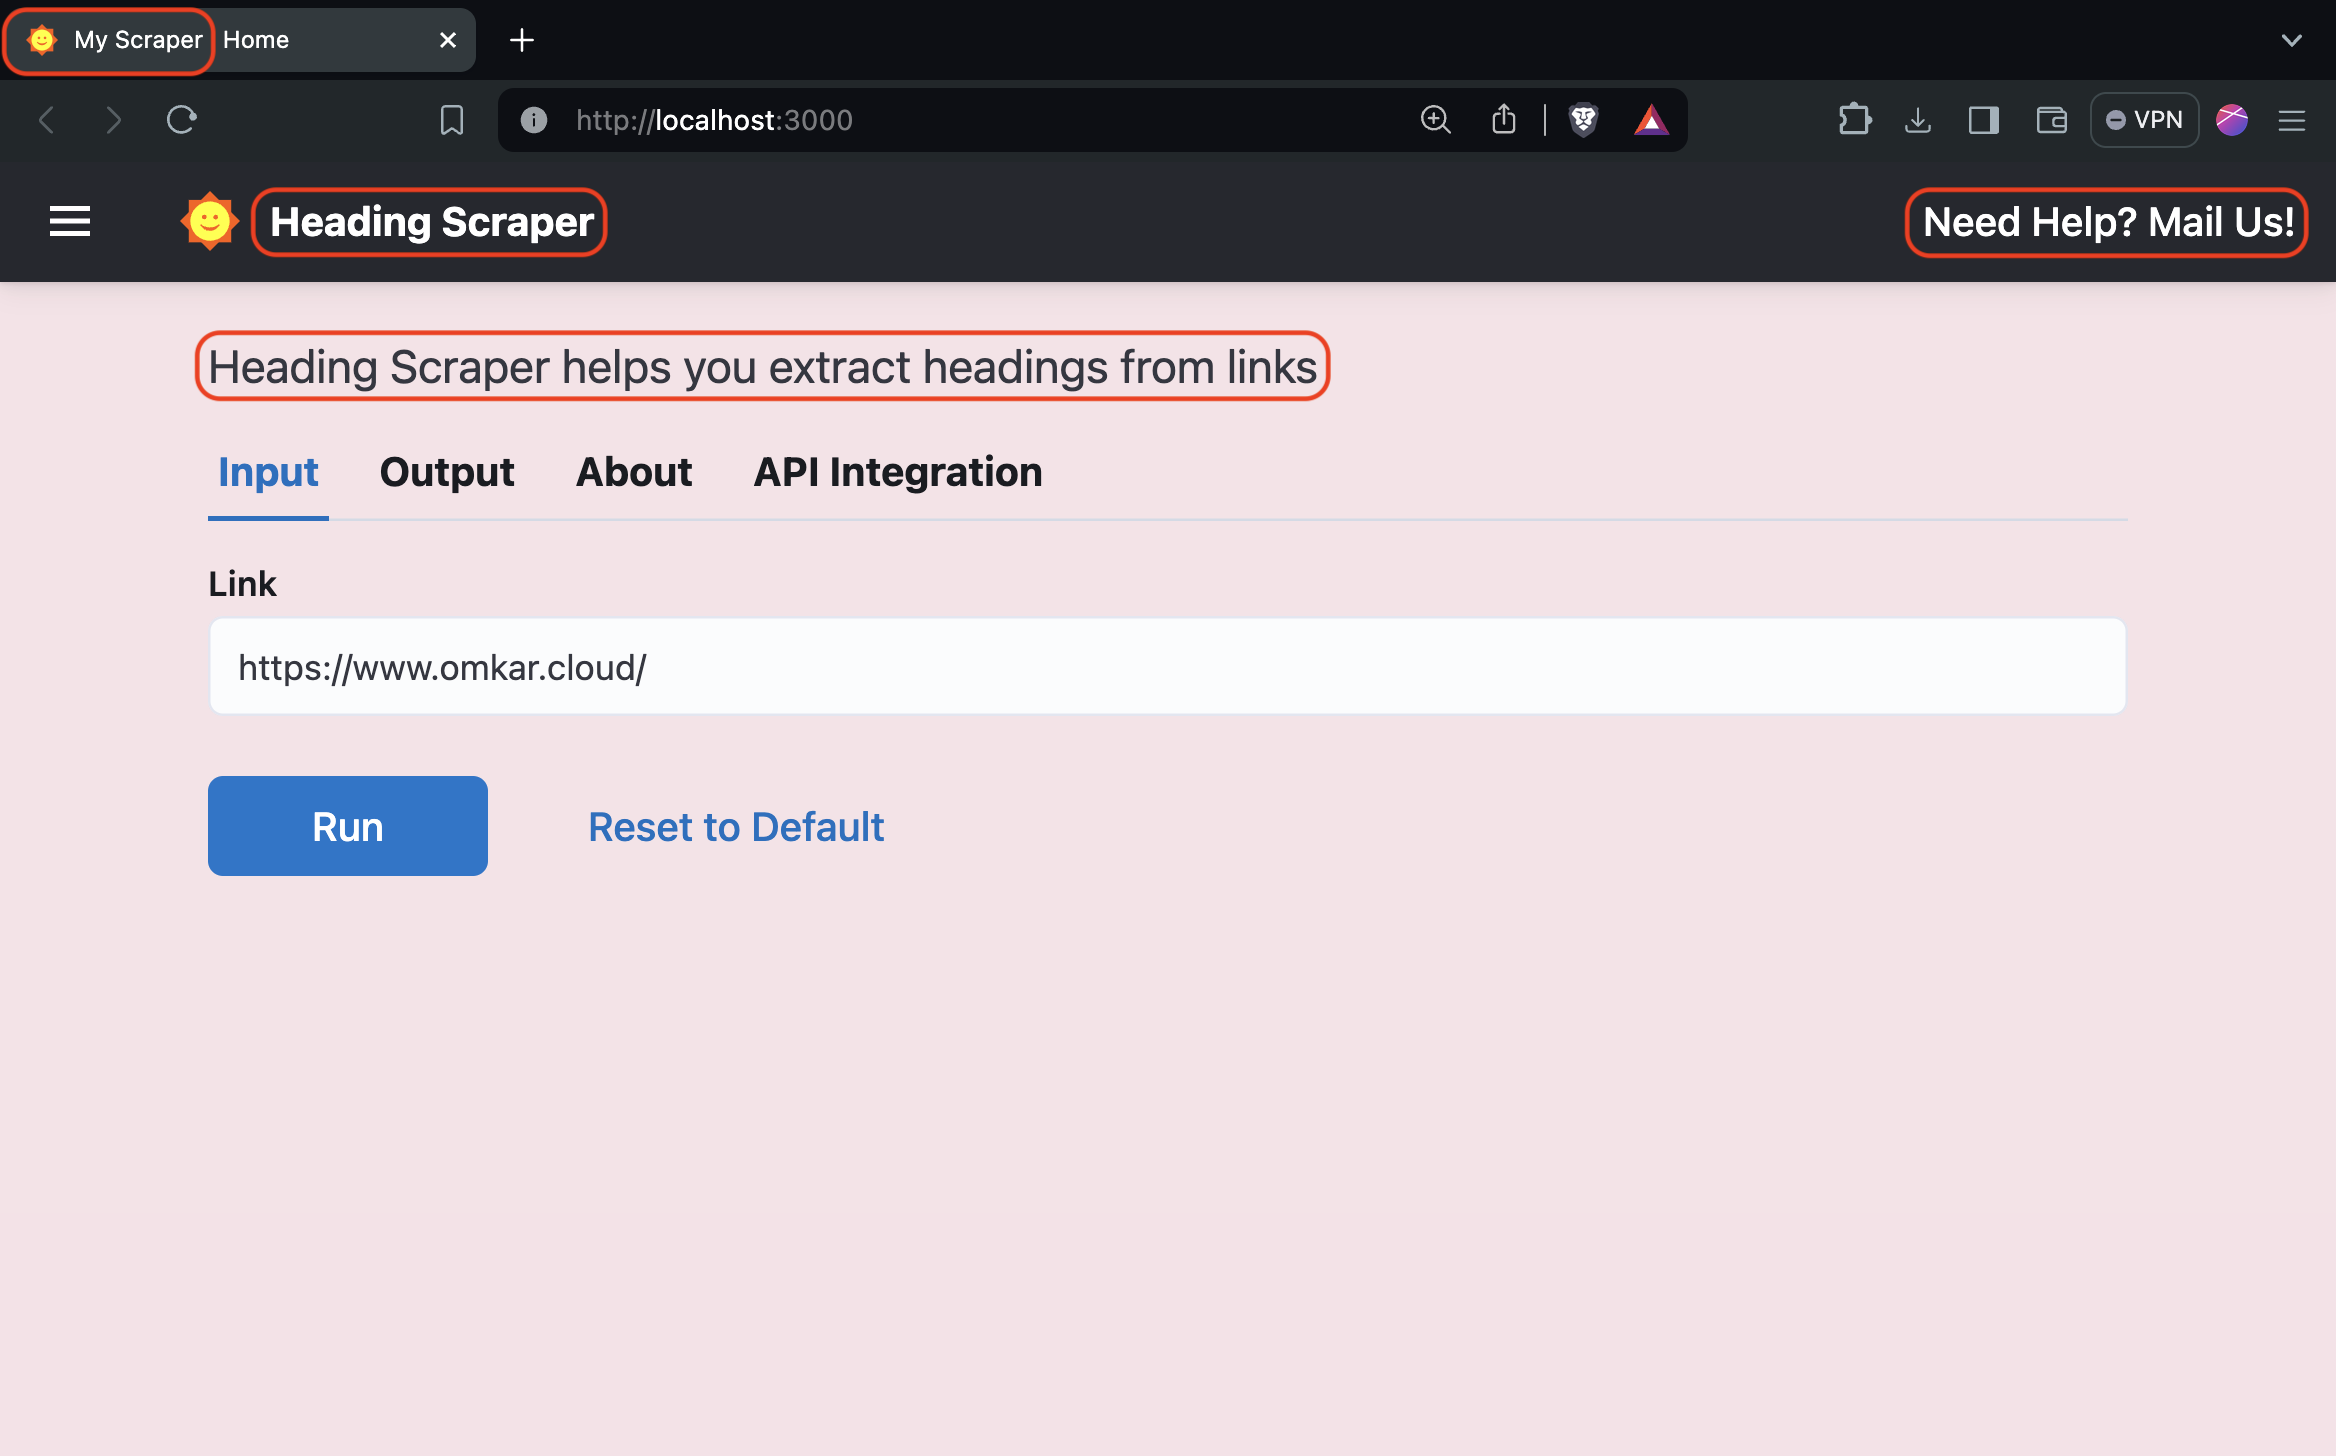 My Scraper Home
http://localhost:3000
VPN
Heading Scraper
Need Help? Mail Us!
Heading Scraper helps you extract headings from links
Input Output About API Integration
Link
https://www.omkar.cloud/
Run Reset to Default